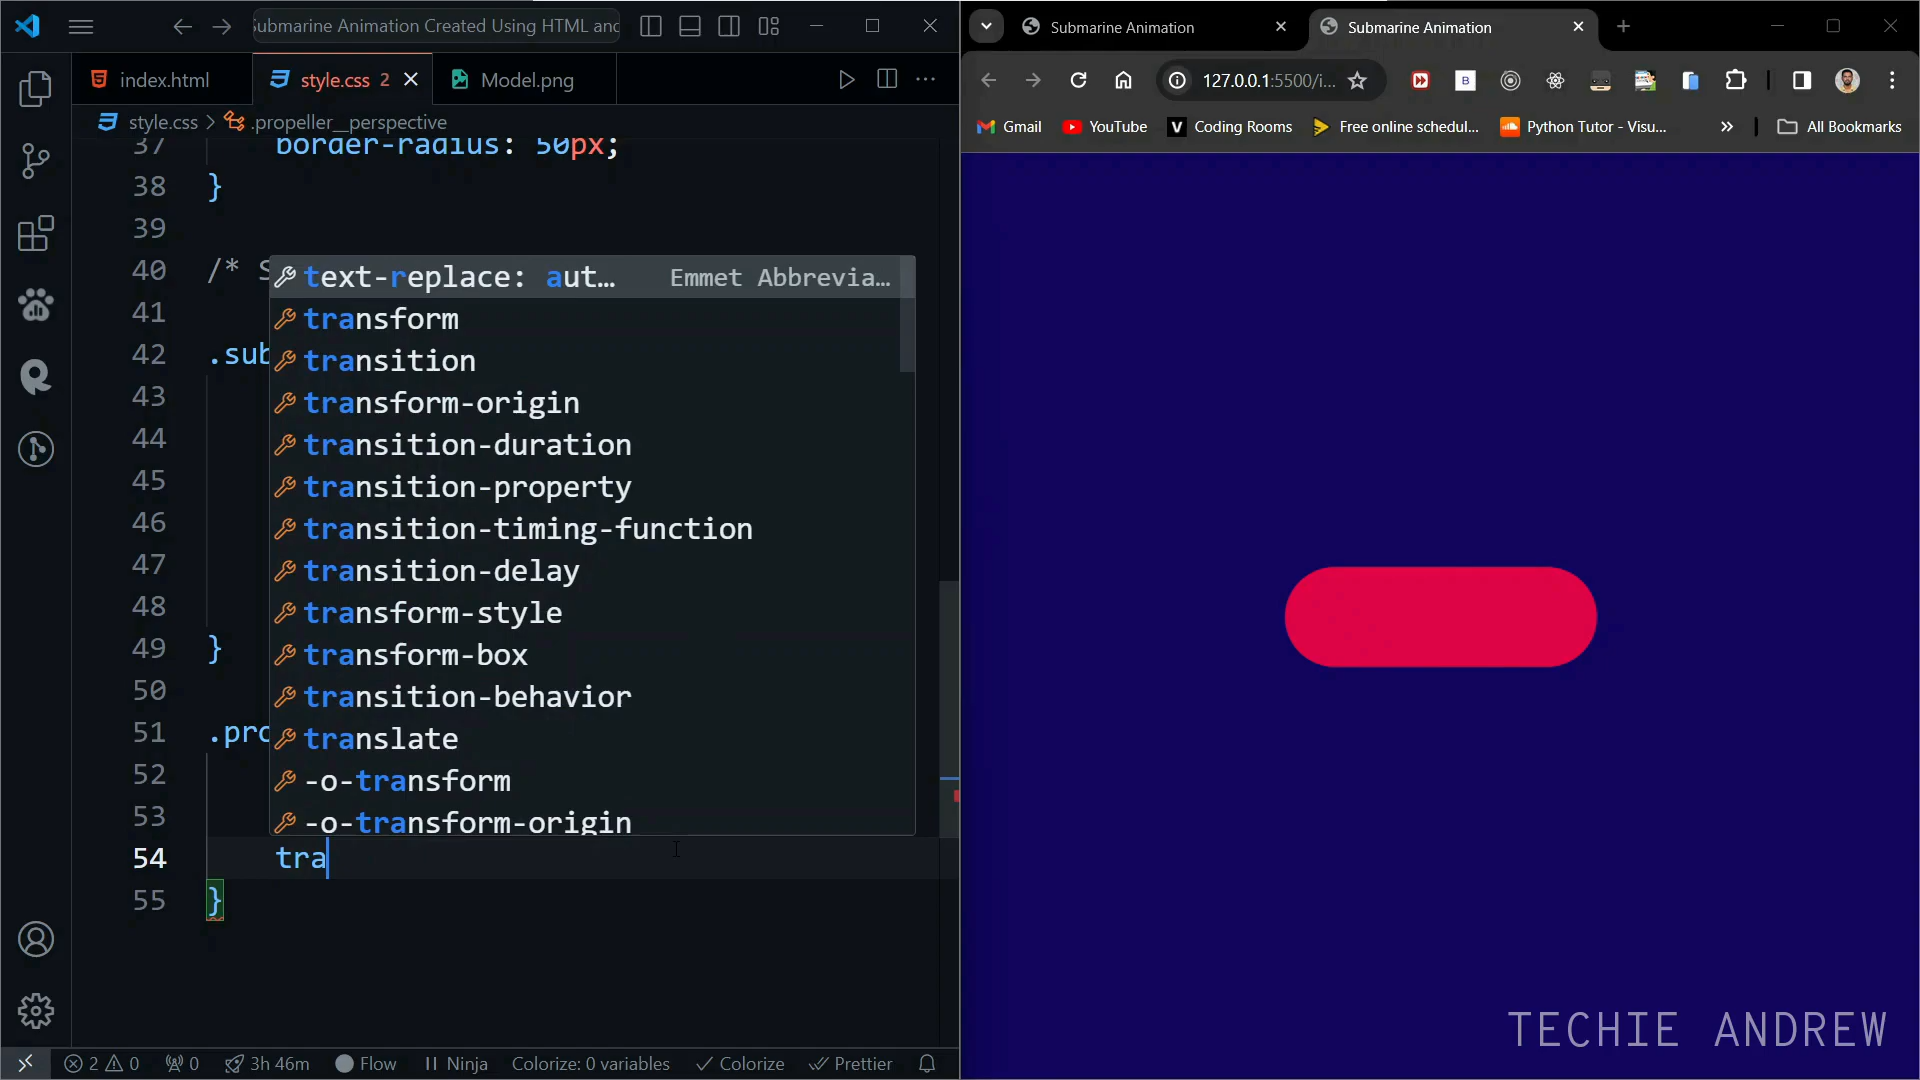 Submarine Animation Created Using HTML and
index.html
style.css 2
Model.png
style.css > .propeller__perspective
37 border-radius: 50px;
38 }
39
40 /* S
41
42 .sub
43
44
45
46
47
48
49 }
50
51 .pro
52
53
54 tra
55 }
text-replace: aut… Emmet Abbrevia…
transform
transition
transform-origin
transition-duration
transition-property
transition-timing-function
transition-delay
transform-style
transform-box
transition-behavior
translate
-o-transform
-o-transform-origin
2 0 0 3h 46m Flow Ninja Colorize: 0 variables Colorize Prettier
Submarine Animation
Submarine Animation
127.0.0.1:5500/i...
Gmail YouTube Coding Rooms Free online schedul... Python Tutor - Visu... » All Bookmarks
TECHIE ANDREW